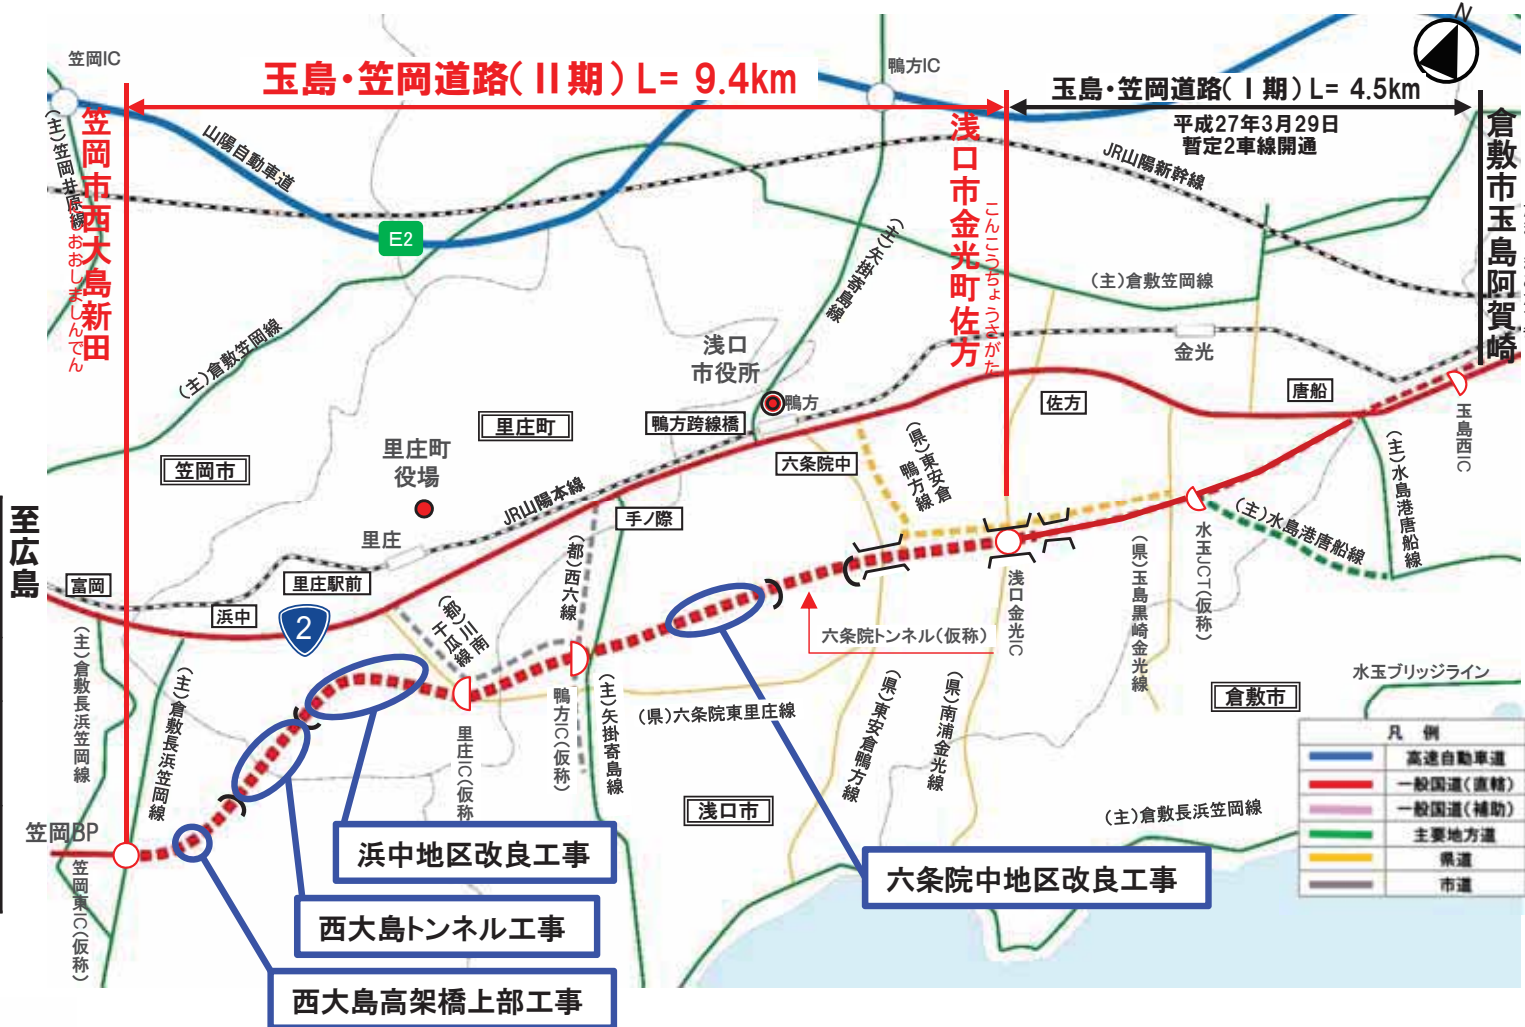 笠岡IC
玉島・笠岡道路(Ⅱ期)L= 9.4km
鴨方IC
玉島・笠岡道路(Ⅰ期)L= 4.5km
平成27年3月29日
暫定2車線開通
N
(主)笠岡井原線
笠岡市西大島新田
おおしましんでん
山陽自動車道
E2
浅口市金光町佐方
こんこうちょうさがた
JR山陽新幹線
倉敷市玉島阿賀崎
(主)矢掛寄島線
(主)倉敷笠岡線
(主)倉敷笠岡線
浅口
市役所
金光
鴨方
佐方
唐船
玉島西IC
里庄町
鴨方跨線橋
六条院中
(県)東安倉
鴨方線
笠岡市
里庄町
役場
JR山陽本線
手ノ際
(主)水島港唐船線
(主)水島港唐船線
至広島
里庄
富岡
里庄駅前
浜中
2
(都)西六線
(都)川南
干瓜線
六条院トンネル(仮称)
浅口金光IC
(県)玉島黒崎金光線
水玉JCT(仮称)
(主)倉敷長浜笠岡線
(主)倉敷長浜笠岡線
里庄IC(仮称
鴨方IC(仮称)
(主)矢掛寄島線
(県)六条院東里庄線
(県)東安倉鴨方線
(県)南浦金光線
倉敷市
水玉ブリッジライン
浅口市
(主)倉敷長浜笠岡線
笠岡BP
笠岡東IC(仮称)
浜中地区改良工事
西大島トンネル工事
西大島高架橋上部工事
六条院中地区改良工事
凡 例
高速自動車道
一般国道(直轄)
一般国道(補助)
主要地方道
県道
市道